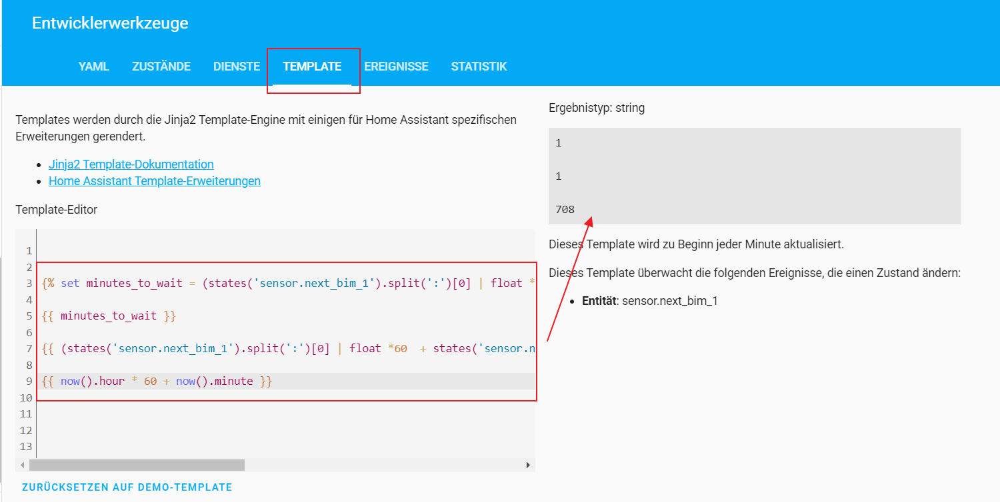 Entwicklerwerkzeuge
YAML ZUSTÄNDE DIENSTE TEMPLATE EREIGNISSE STATISTIK
Templates werden durch die Jinja2 Template-Engine mit einigen für Home Assistant spezifischen
Erweiterungen gerendert.
• Jinja2 Template-Dokumentation
• Home Assistant Template-Erweiterungen
Template-Editor
1
2
3 {% set minutes_to_wait = (states('sensor.next_bim_1').split(':')[0] | float *
4
5 {{ minutes_to_wait }}
6
7 {{ (states('sensor.next_bim_1').split(':')[0] | float *60  + states('sensor.n
8
9 {{ now().hour * 60 + now().minute }}
10
11
12
13
ZURÜCKSETZEN AUF DEMO-TEMPLATE
Ergebnistyp: string
1
1
708
Dieses Template wird zu Beginn jeder Minute aktualisiert.
Dieses Template überwacht die folgenden Ereignisse, die einen Zustand ändern:
• Entität: sensor.next_bim_1